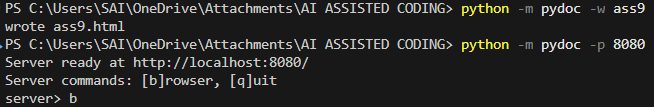 PS C:\Users\SAI\OneDrive\Attachments\AI ASSISTED CODING> python -m pydoc -w ass9
wrote ass9.html
PS C:\Users\SAI\OneDrive\Attachments\AI ASSISTED CODING> python -m pydoc -p 8080
Server ready at http://localhost:8080/
Server commands: [b]rowser, [q]uit
server> b